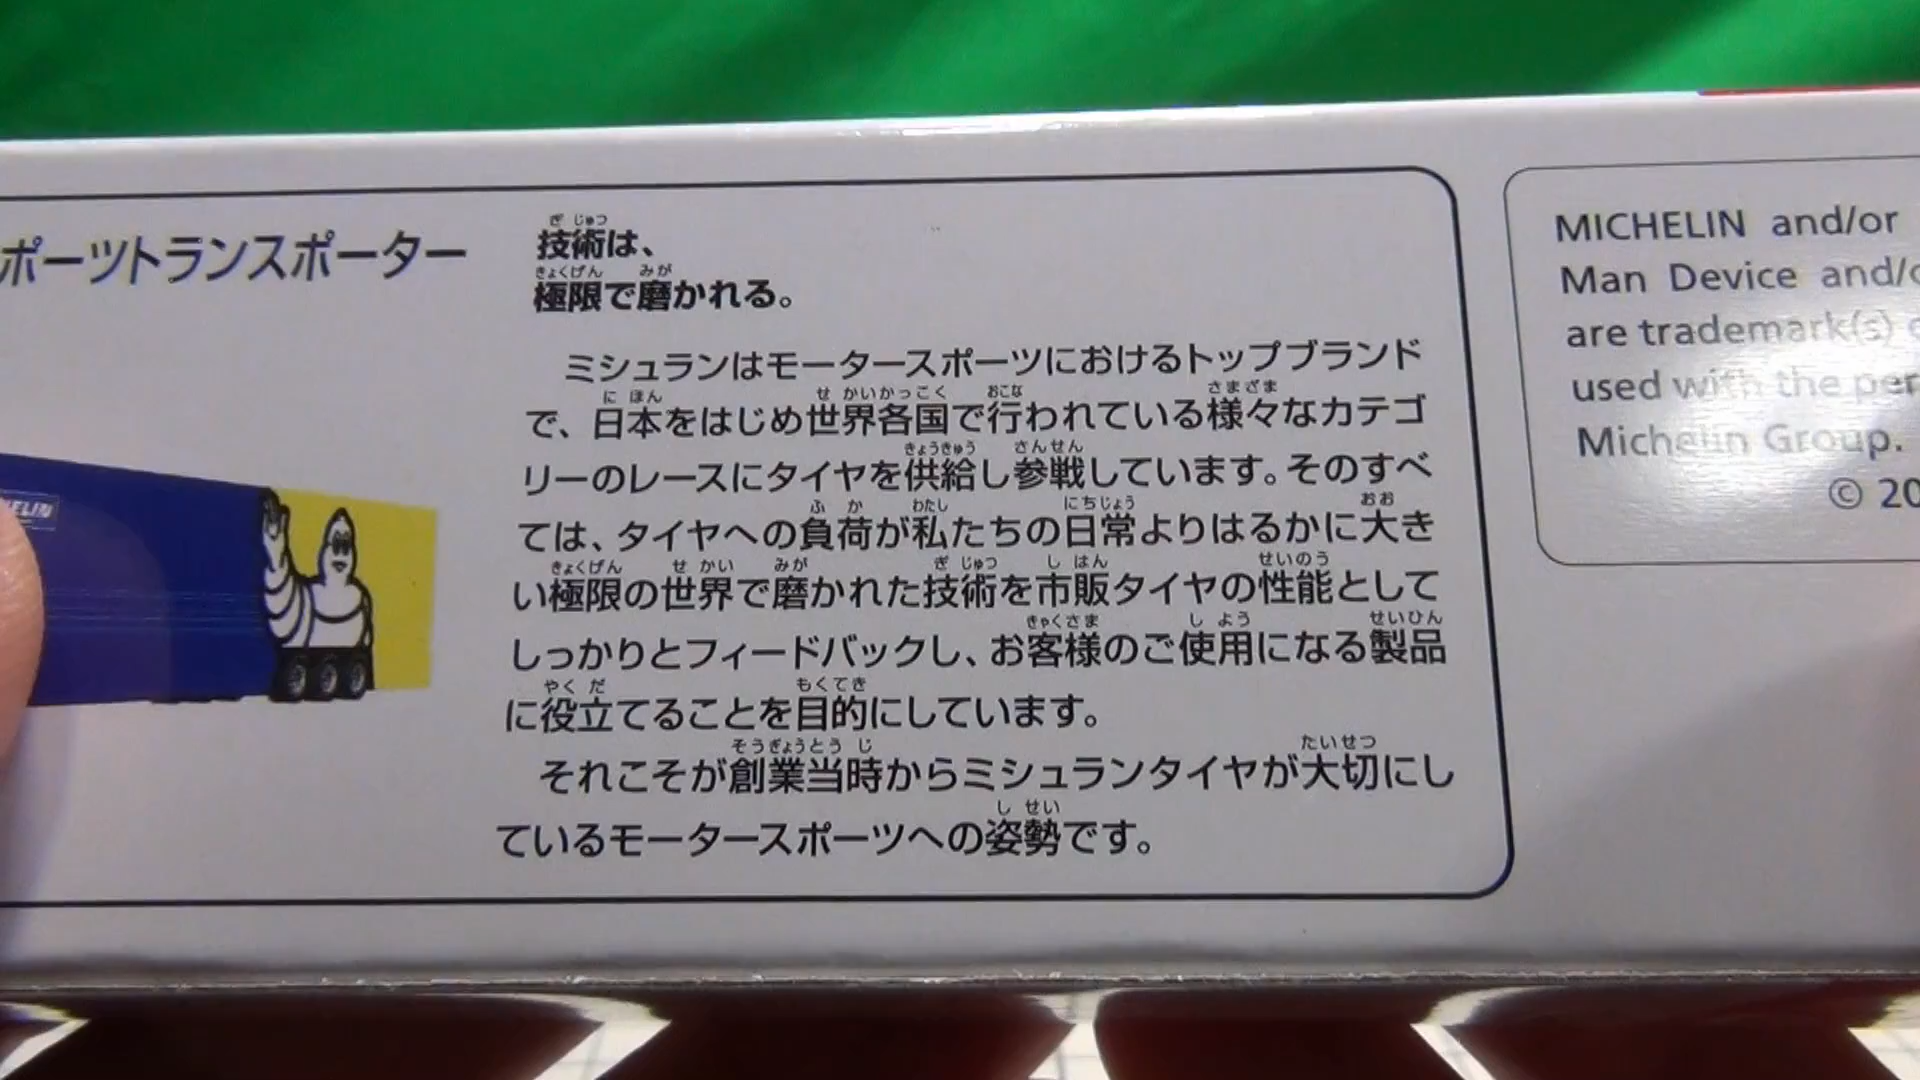 ポーツトランスポーター
技術は、
極限で磨かれる。
ミシュランはモータースポーツにおけるトップブランド
で、日本をはじめ世界各国で行われている様々なカテゴ
リーのレースにタイヤを供給し参戦しています。そのすべ
ては、タイヤへの負荷が私たちの日常よりはるかに大き
い極限の世界で磨かれた技術を市販タイヤの性能として
しっかりとフィードバックし、お客様のご使用になる製品
に役立てることを目的にしています。
それこそが創業当時からミシュランタイヤが大切にし
ているモータースポーツへの姿勢です。
MICHELIN and/or
Man Device and/o
are trademark(s)
used with the per
Michelin Group.
© 20